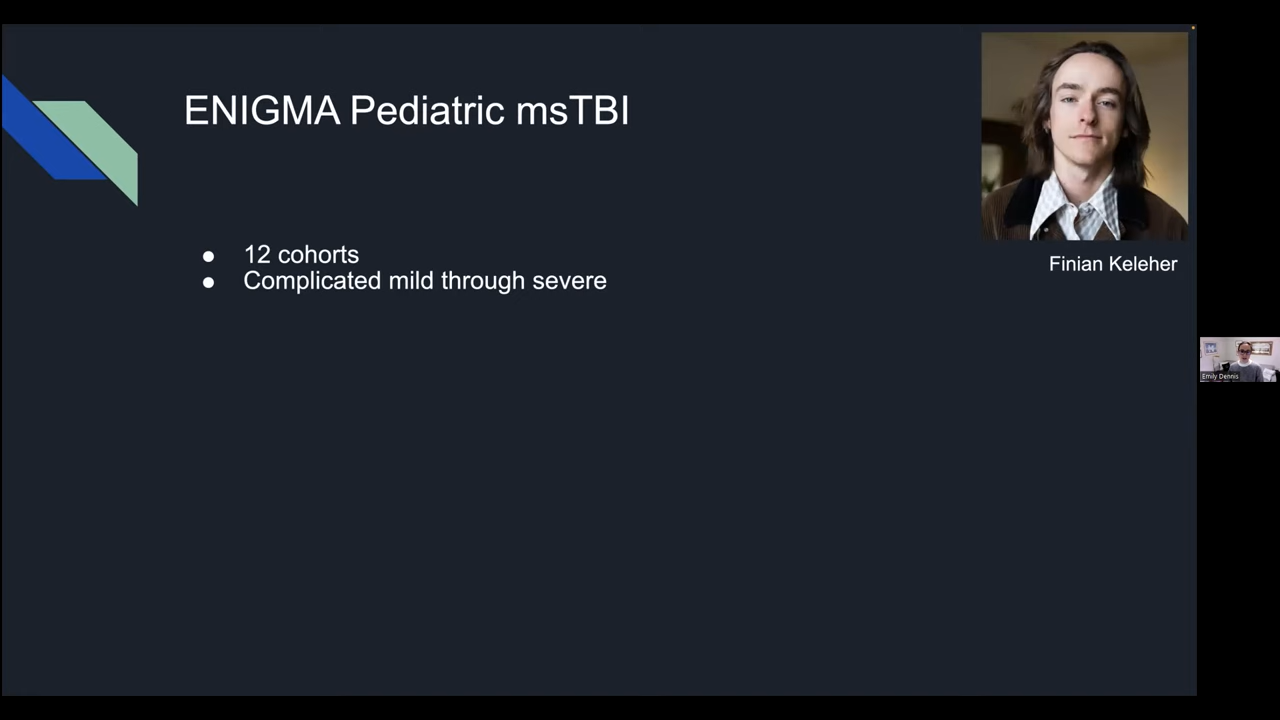 ENIGMA Pediatric msTBI
● 12 cohorts
● Complicated mild through severe
Finian Keleher
Emily Dennis